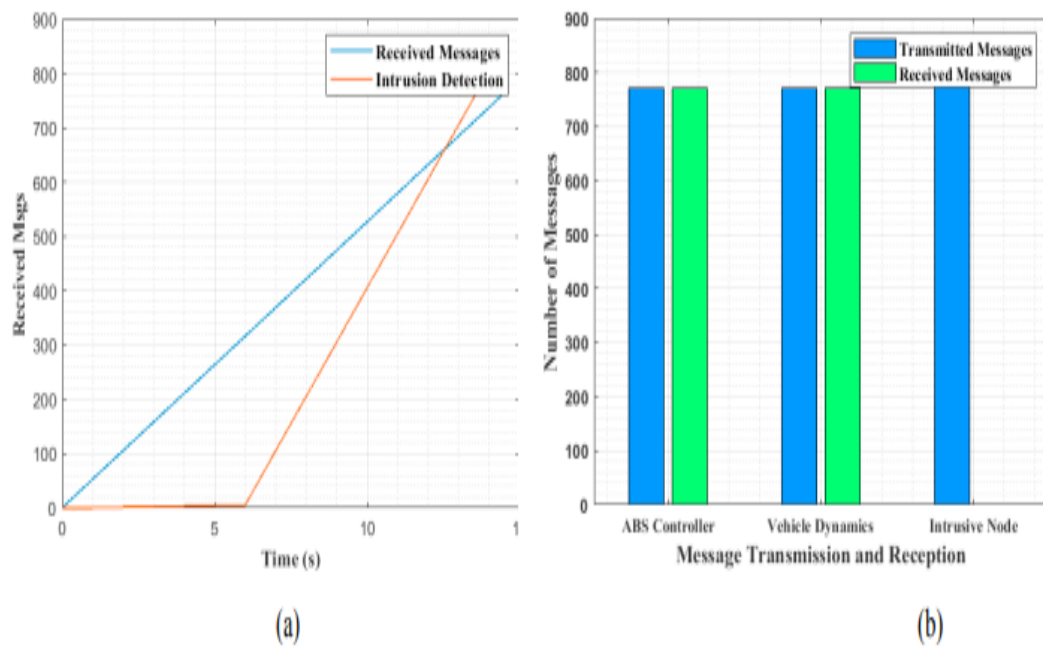 900
800
700
600
500
400
300
200
100
0
Received Msgs
Received Messages
Intrusion Detection
0
5
10
1
Time (s)
(a)
900
800
700
600
500
400
300
200
100
0
Number of Messages
Transmitted Messages
Received Messages
ABS Controller
Vehicle Dynamics
Intrusive Node
Message Transmission and Reception
(b)